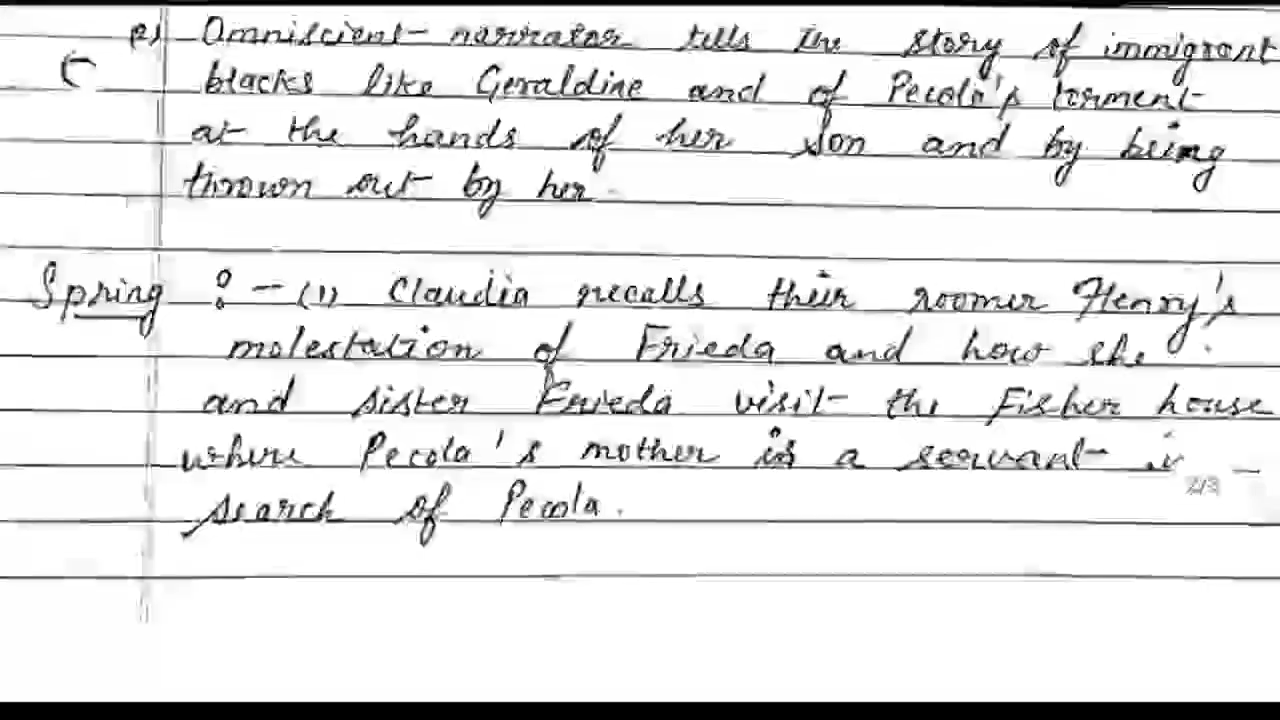 2) Omniscient narrator tells the story of immigrant
blacks like Geraldine and of Pecola's torment
at the hands of her son and by being
thrown out by her.
Spring :- (1) Claudia recalls their roomer Henry's
molestation of Frieda and how she
and sister Frieda visit the Fisher house
where Pecola's mother is a servant
search of Pecola.